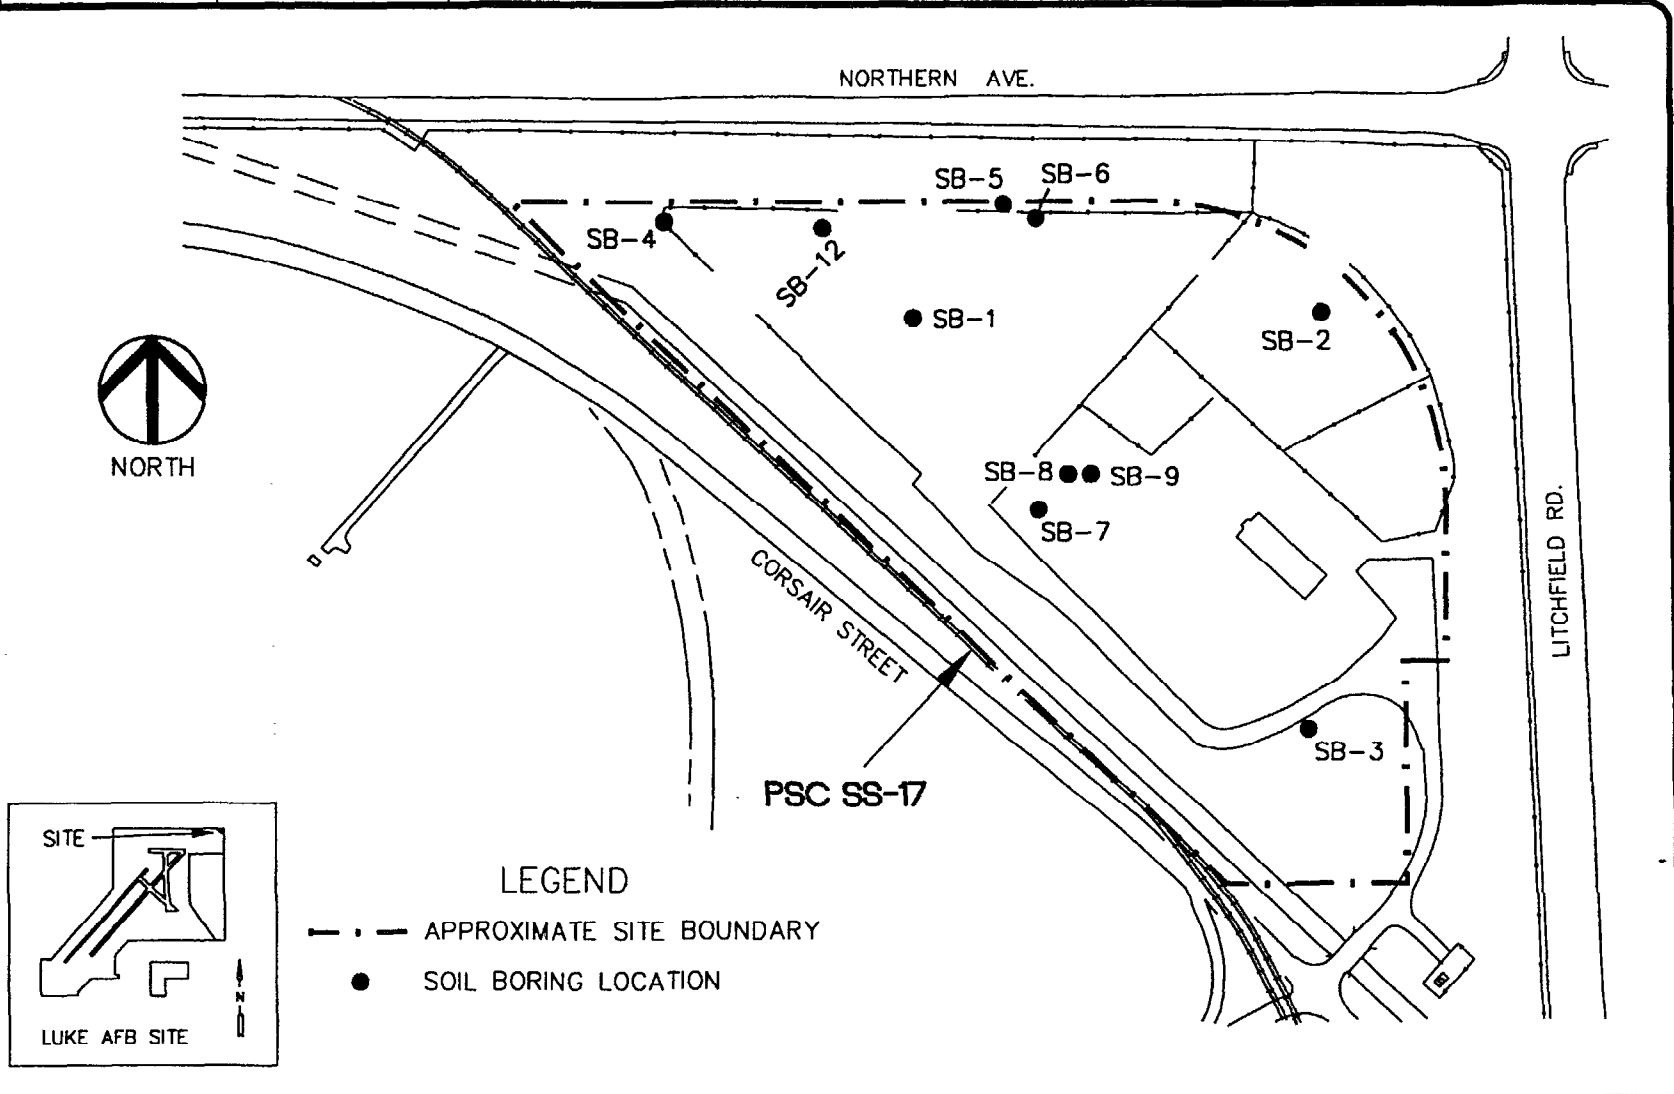 NORTHERN AVE.
SB-5
SB-6
SB-4
SB-12
SB-1
SB-2
NORTH
SB-8
SB-9
SB-7
LITCHFIELD RD.
CORSAIR STREET
SB-3
PSC SS-17
SITE
LEGEND
APPROXIMATE SITE BOUNDARY
SOIL BORING LOCATION
N
LUKE AFB SITE